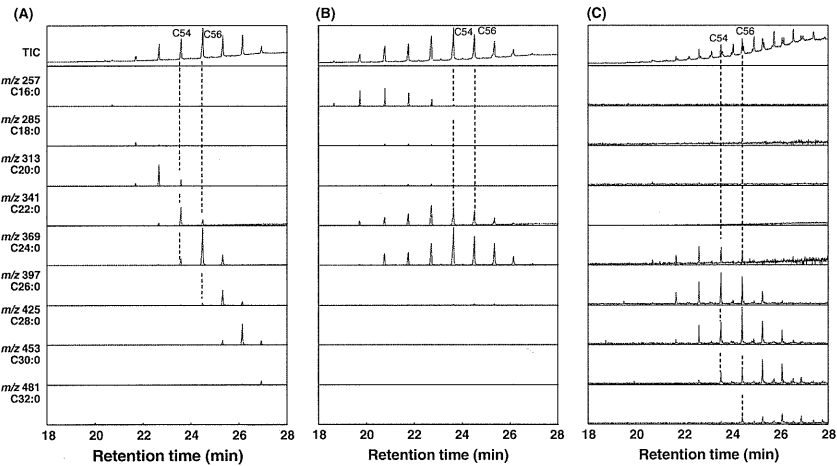 (A) (B) (C)
C54 C56 C54 C56 C54 C56
TIC
m/z 257
C16:0
m/z 285
C18:0
m/z 313
C20:0
m/z 341
C22:0
m/z 369
C24:0
m/z 397
C26:0
m/z 425
C28:0
m/z 453
C30:0
m/z 481
C32:0
18 20 22 24 26 28 18 20 22 24 26 28 18 20 22 24 26 28
Retention time (min) Retention time (min) Retention time (min)